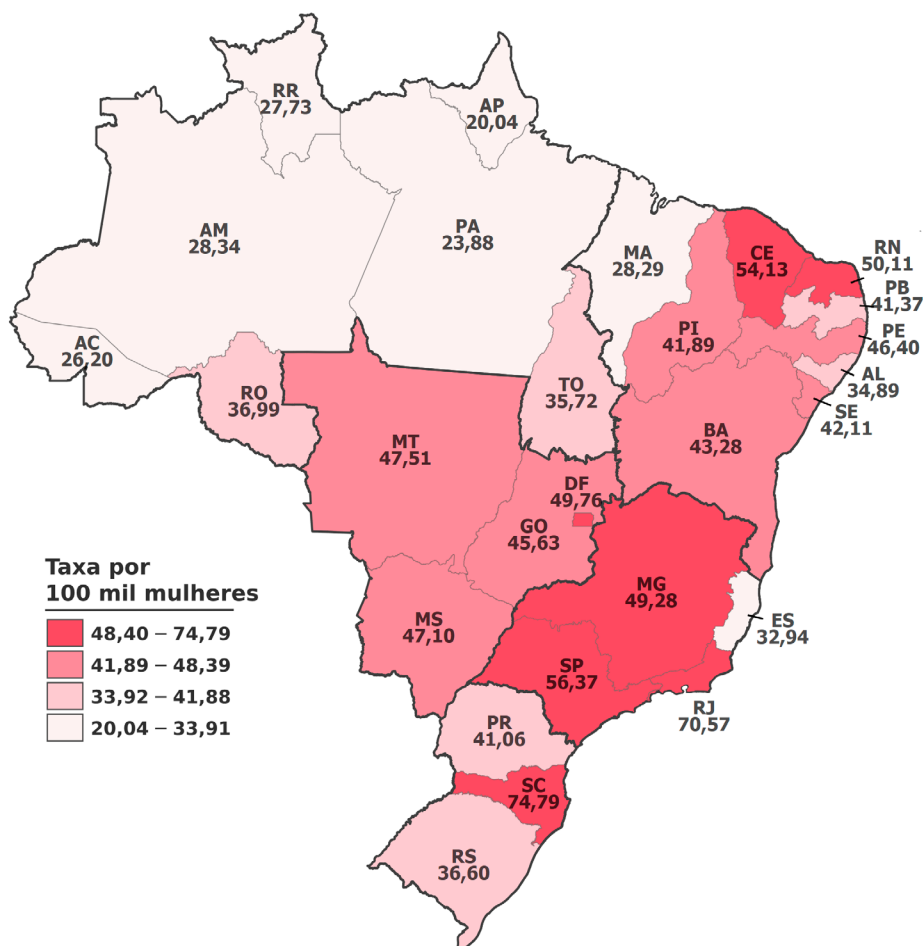 RR
27,73
AP
20,04
AM
28,34
PA
23,88
MA
28,29
CE
54,13
RN
50,11
PB
41,37
PE
46,40
AL
34,89
SE
42,11
PI
41,89
AC
26,20
RO
36,99
TO
35,72
MT
47,51
BA
43,28
DF
49,76
GO
45,63
MG
49,28
ES
32,94
MS
47,10
SP
56,37
RJ
70,57
PR
41,06
SC
74,79
RS
36,60
Taxa por
100 mil mulheres
48,40 – 74,79
41,89 – 48,39
33,92 – 41,88
20,04 – 33,91